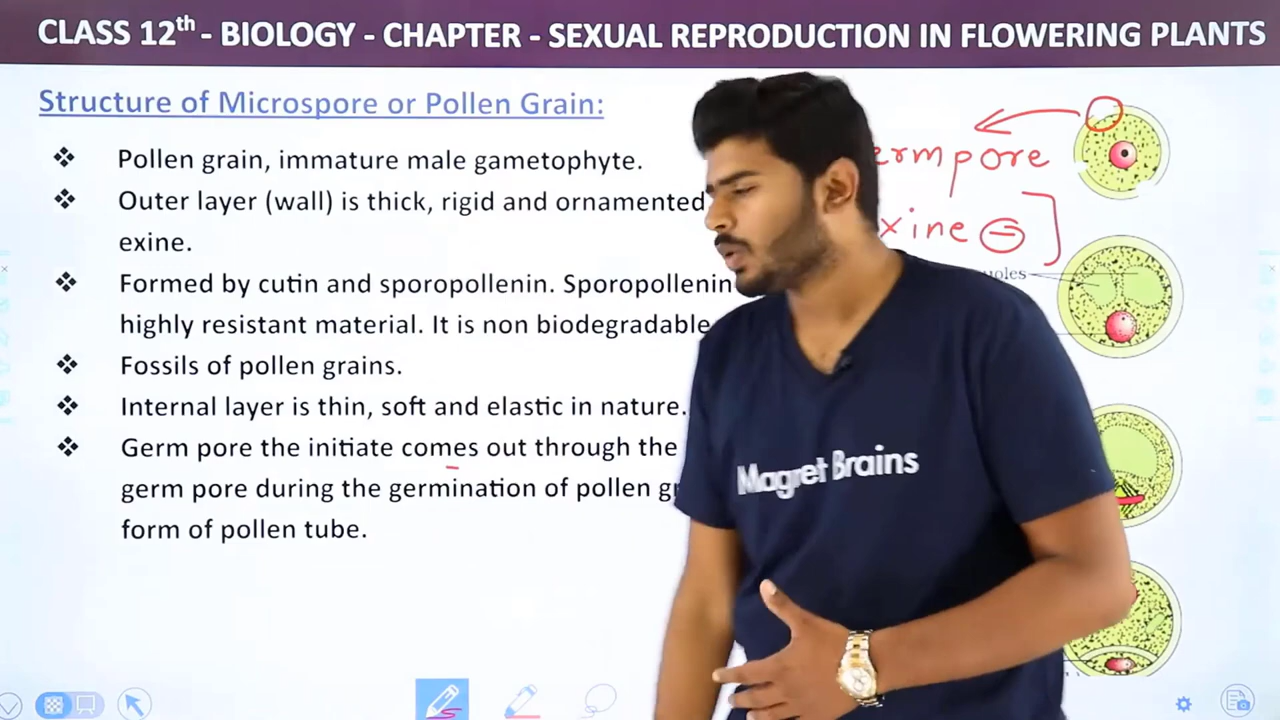 CLASS 12th - BIOLOGY - CHAPTER - SEXUAL REPRODUCTION IN FLOWERING PLANTS
Structure of Microspore or Pollen Grain:
❖ Pollen grain, immature male gametophyte.
❖ Outer layer (wall) is thick, rigid and ornamented
exine.
❖ Formed by cutin and sporopollenin. Sporopollenin
highly resistant material. It is non biodegradable
❖ Fossils of pollen grains.
❖ Internal layer is thin, soft and elastic in nature.
❖ Germ pore the initiate comes out through the
germ pore during the germination of pollen
form of pollen tube.
pore
Magnet Brains